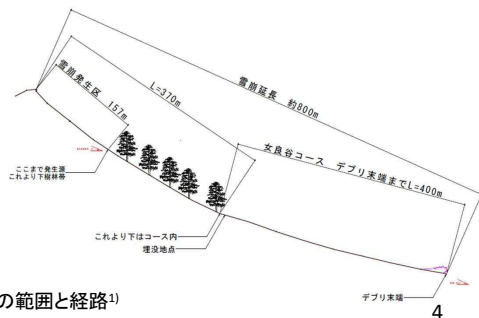 雪崩延長 約800m
L=370m
雪崩発生区 157m
女良谷コース デブリ末端までL=400m
ここまで発生源
これより下樹林帯
これより下はコース内
埋没地点
デブリ末端
の範囲と経路1)
4